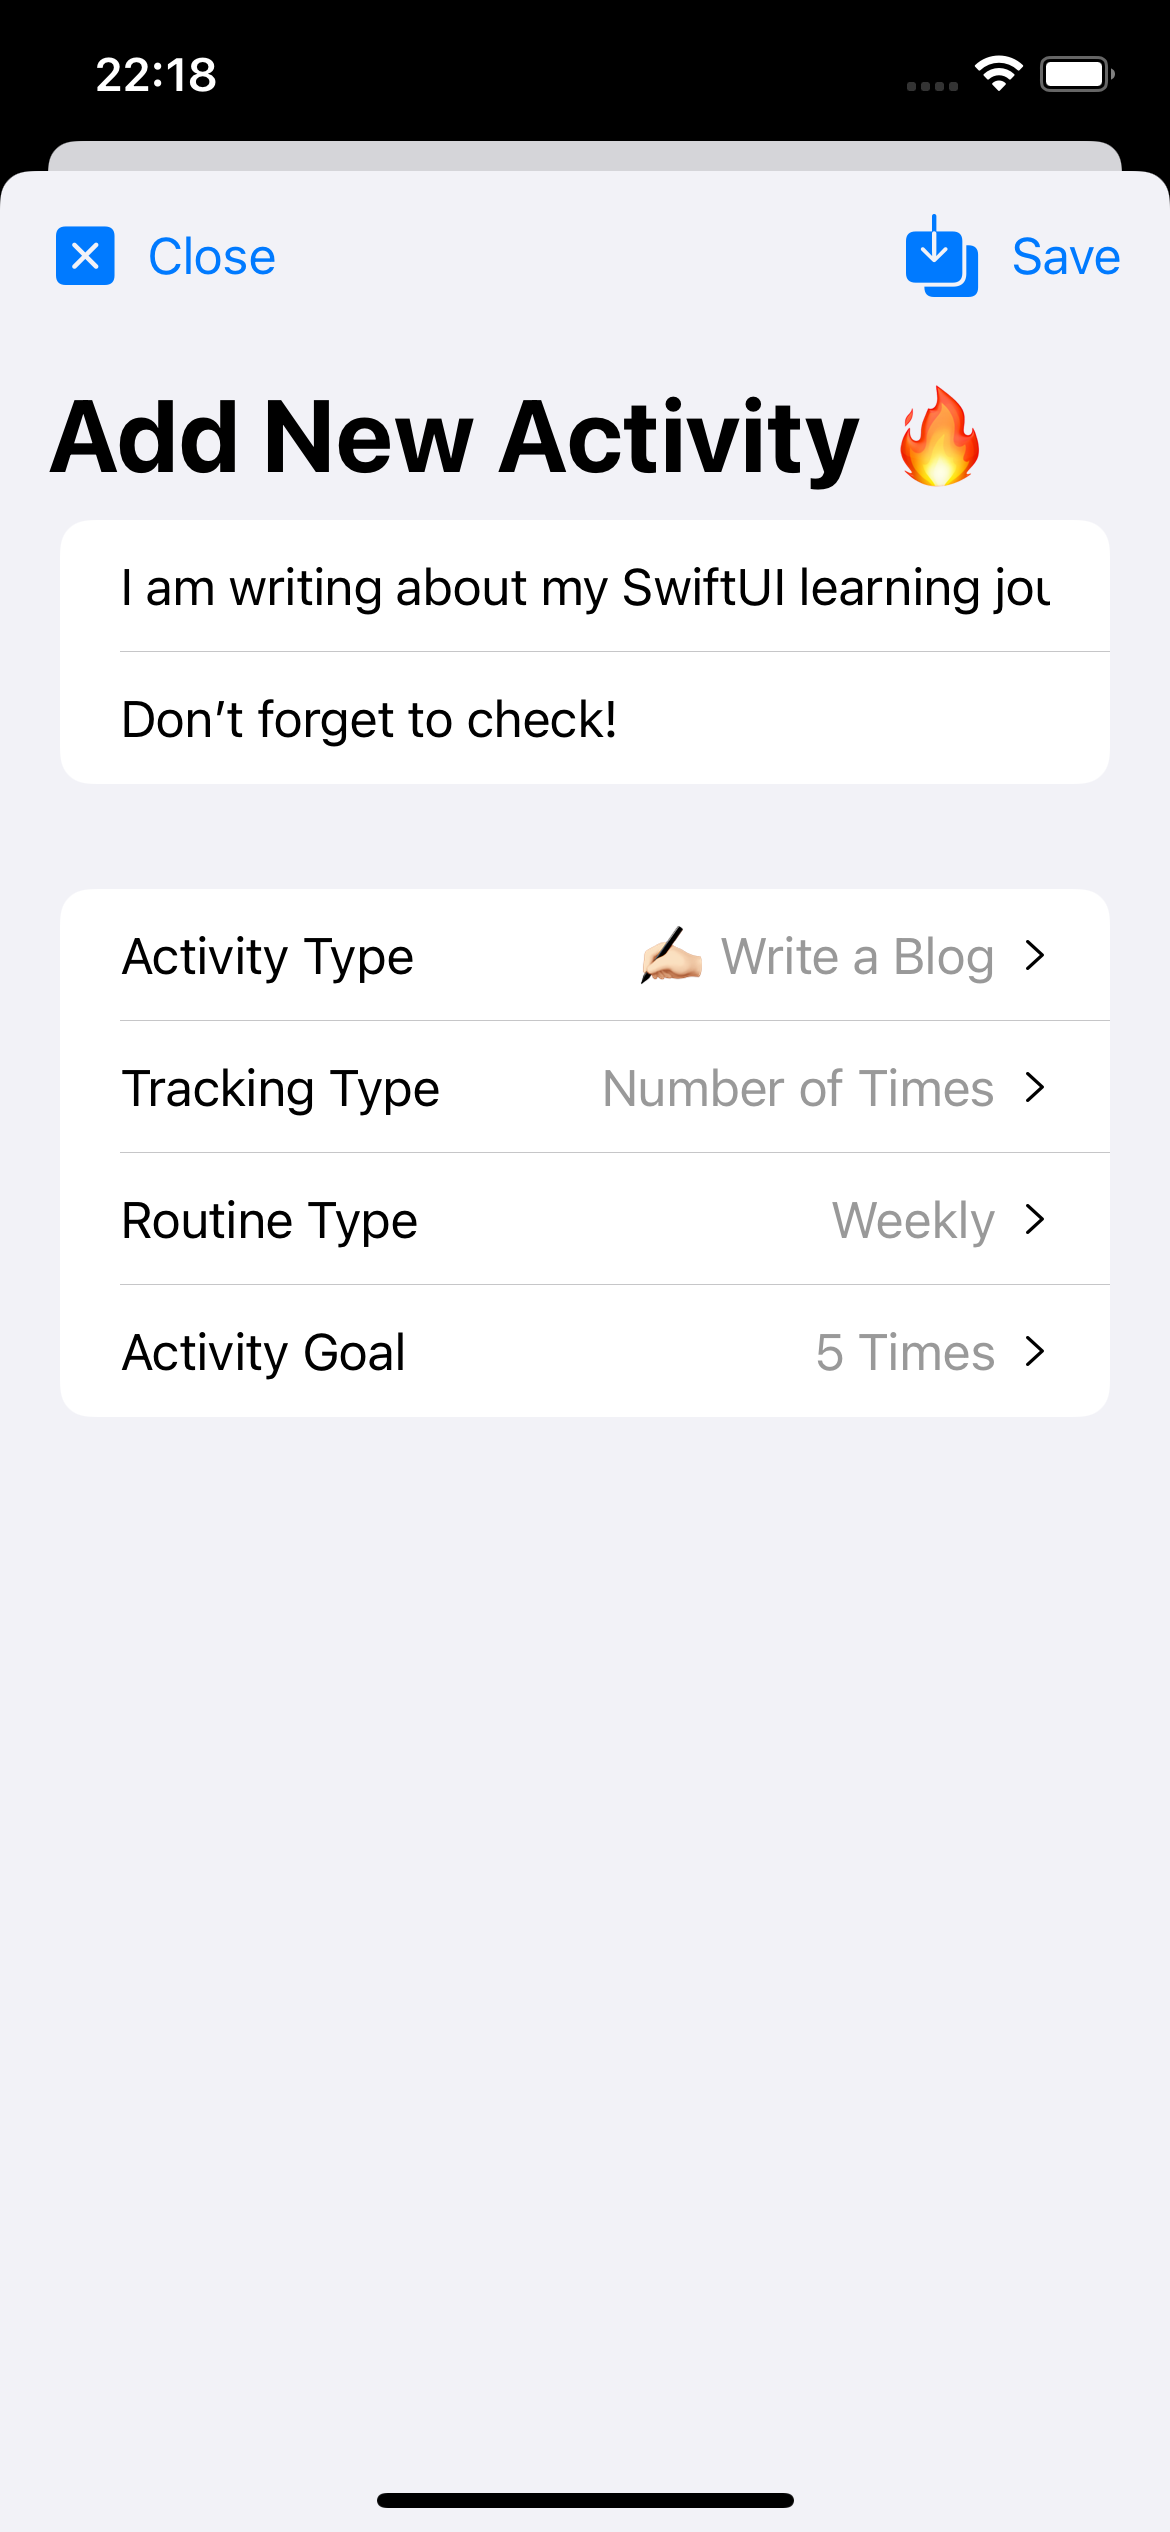 22:18
Close
Save
Add New Activity 🔥
I am writing about my SwiftUI learning
Don’t forget to check!
Activity Type ✍🏻 Write a Blog
Tracking Type Number of Times
Routine Type Weekly
Activity Goal 5 Times